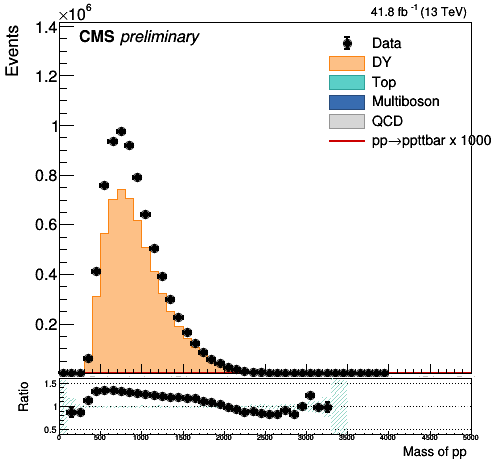 ×10^6
41.8 fb^-1 (13 TeV)
CMS preliminary
Events
1.4
1.2
1
0.8
0.6
0.4
0.2
Data
DY
Top
Multiboson
QCD
pp→ppttbar x 1000
Ratio
1.5
1
0.5
0 500 1000 1500 2000 2500 3000 3500 4000 4500 5000
Mass of pp